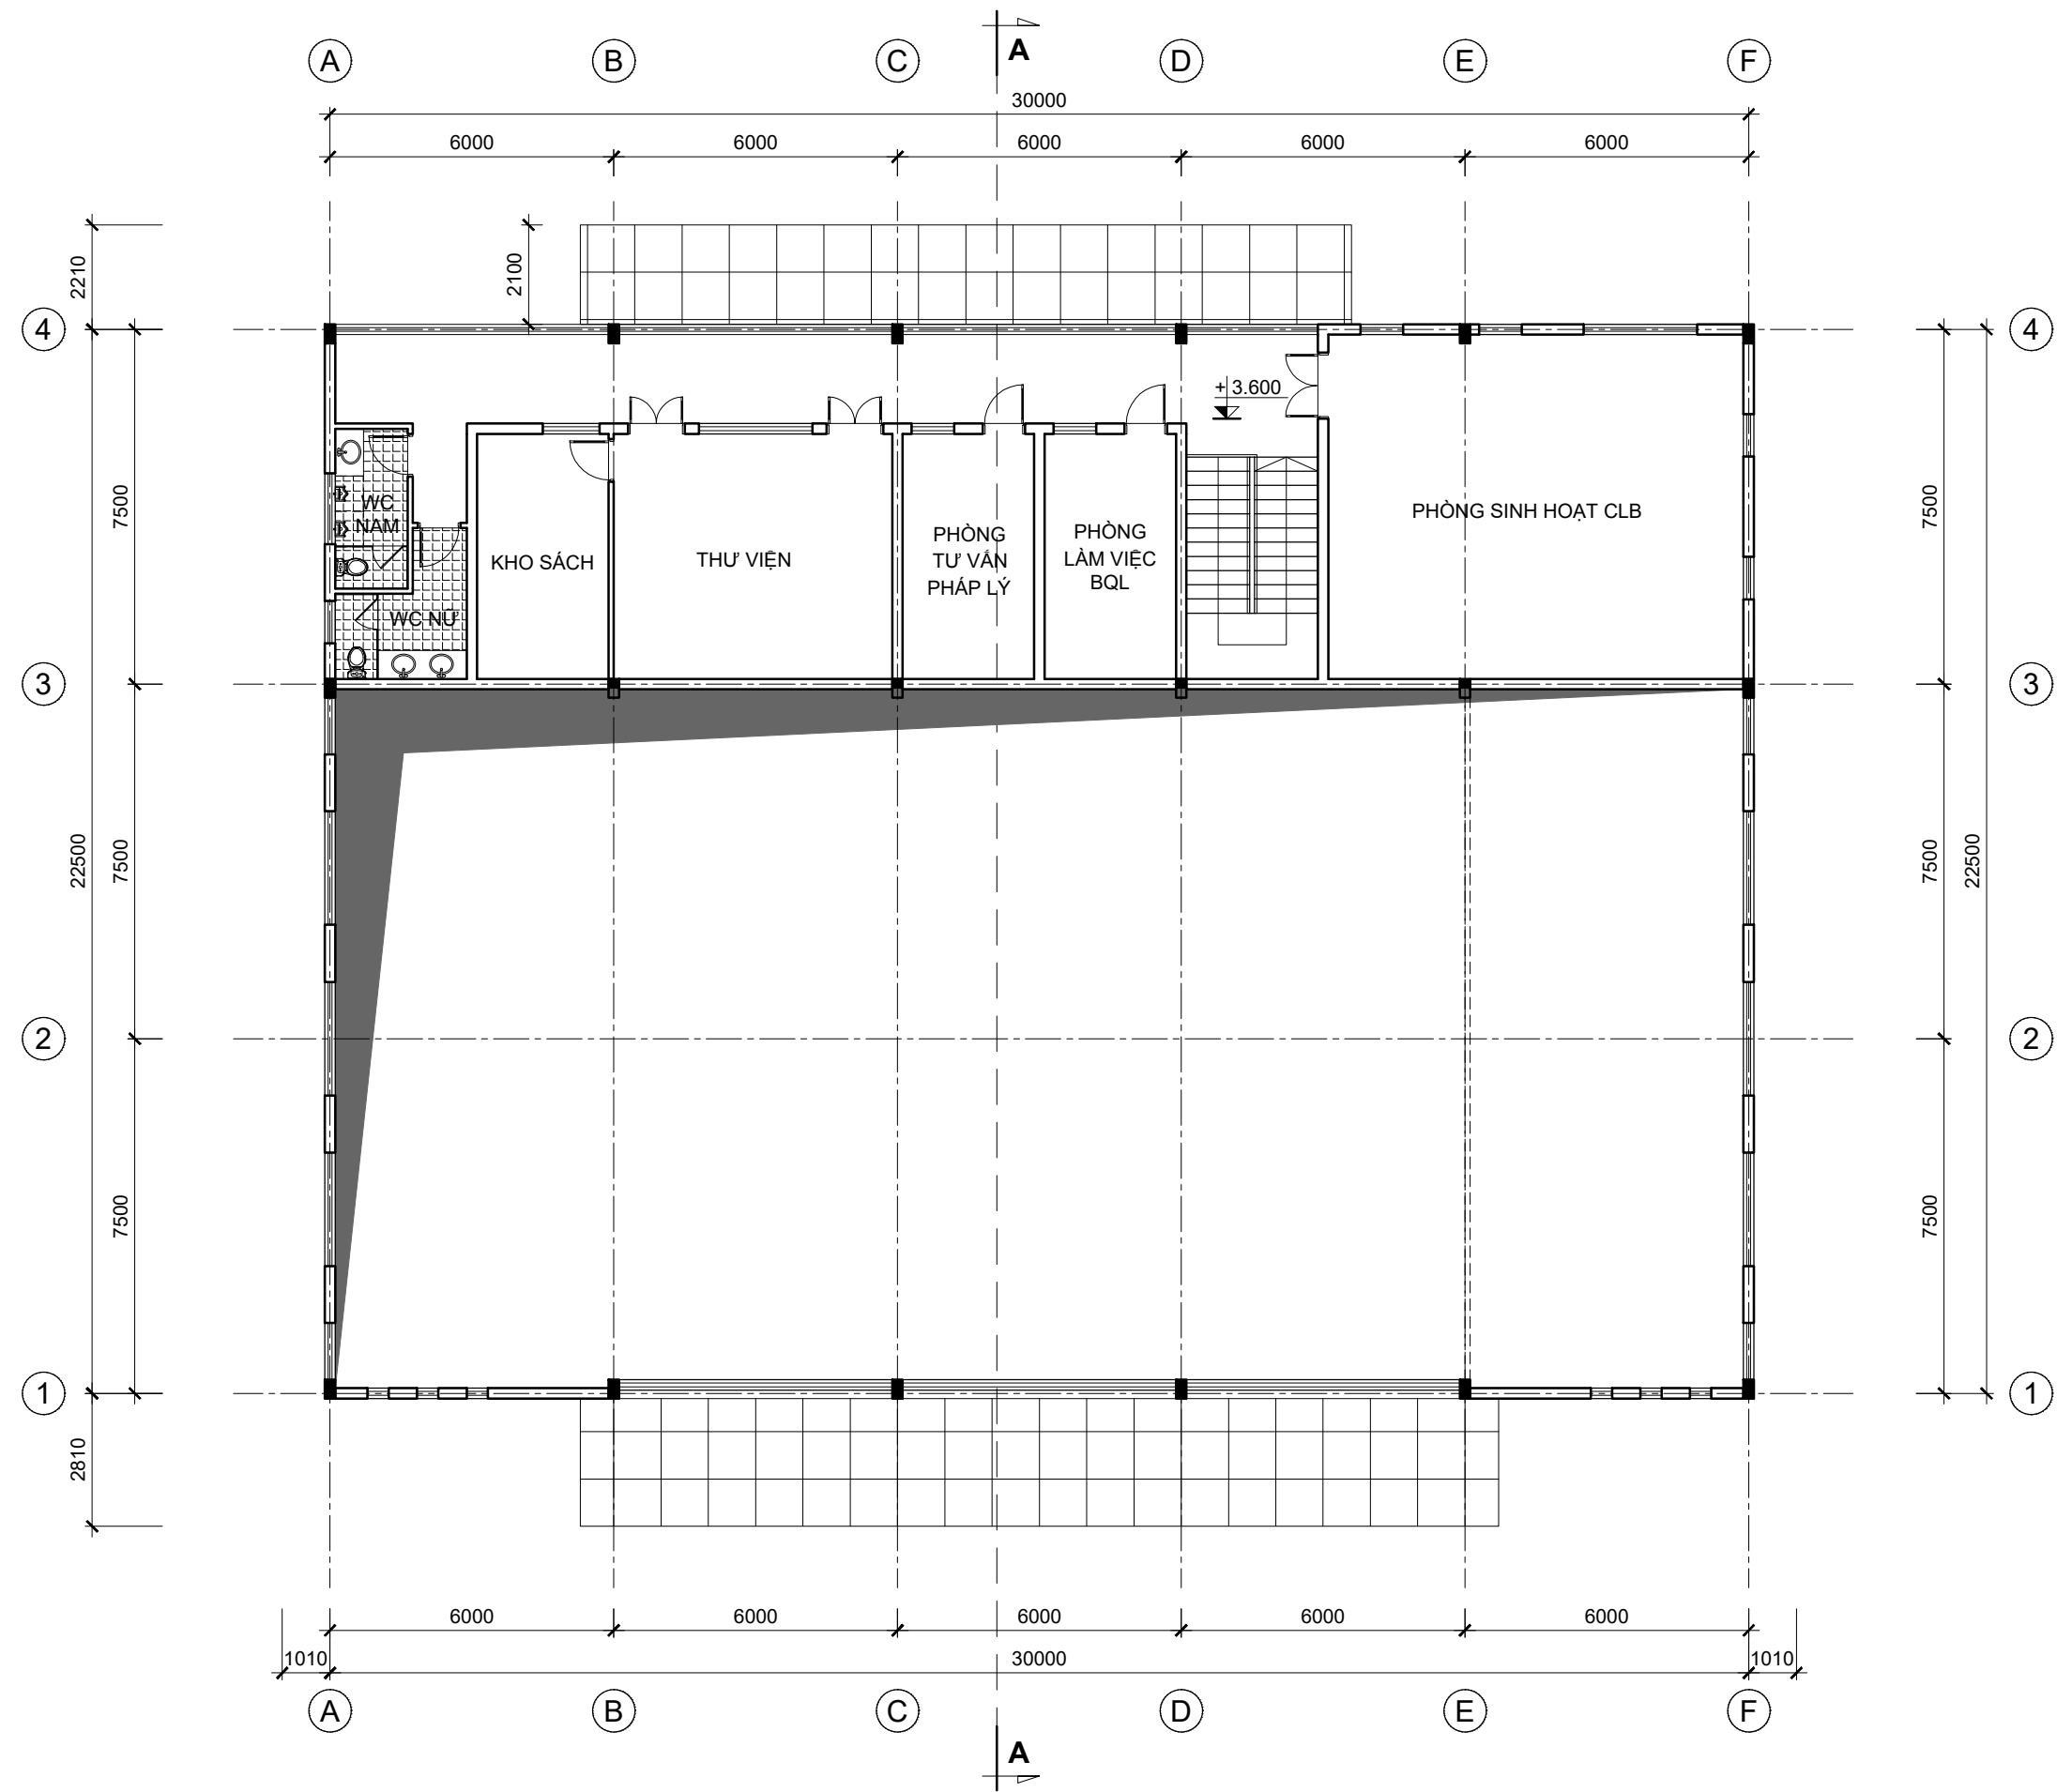 A
A B C D E F
30000
6000 6000 6000 6000 6000
2210
2100
4 4
+ 3.600
7500 7500
WC
NAM
PHÒNG SINH HOẠT CLB
KHO SÁCH
THƯ VIỆN
PHÒNG
TƯ VẤN
PHÁP LÝ
PHÒNG
LÀM VIỆC
BQL
WC NỮ
3 3
22500 7500 7500 22500
2 2
7500 7500
1 1
2810
6000 6000 6000 6000 6000
1010 30000 1010
A B C D E F
A